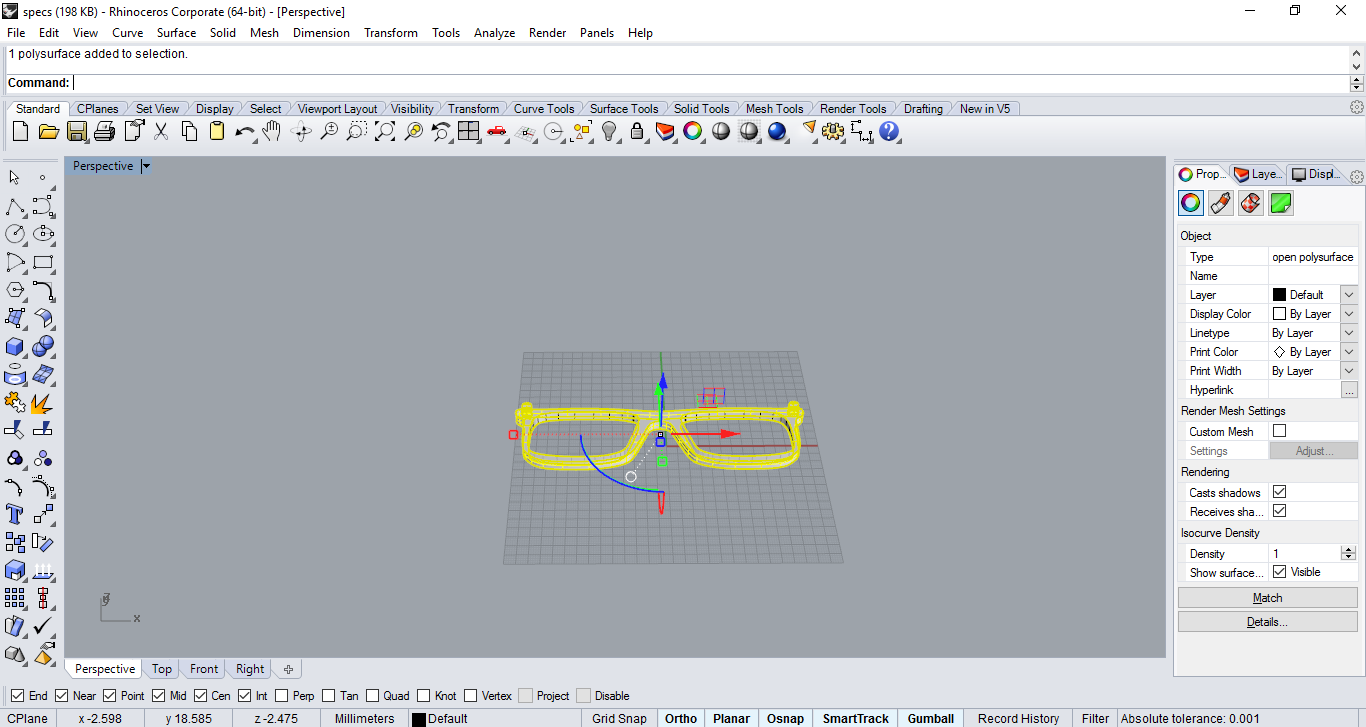 specs (198 KB) - Rhinoceros Corporate (64-bit) - [Perspective]
File Edit View Curve Surface Solid Mesh Dimension Transform Tools Analyze Render Panels Help
1 polysurface added to selection.
Command:
Standard CPlanes Set View Display Select Viewport Layout Visibility Transform Curve Tools Surface Tools Solid Tools Mesh Tools Render Tools Drafting New in V5
Perspective
Prop... Laye... Displ...
Object
Type open polysurface
Name
Layer Default
Display Color By Layer
Linetype By Layer
Print Color By Layer
Print Width By Layer
Hyperlink ...
Render Mesh Settings
Custom Mesh
Settings Adjust...
Rendering
Casts shadows
Receives sha...
Isocurve Density
Density 1
Show surface... Visible
Match
Details...
x
Perspective Top Front Right
End Near Point Mid Cen Int Perp Tan Quad Knot Vertex Project Disable
CPlane x -2.598 y 18.585 z -2.475 Millimeters Default Grid Snap Ortho Planar Osnap SmartTrack Gumball Record History Filter Absolute tolerance: 0.001